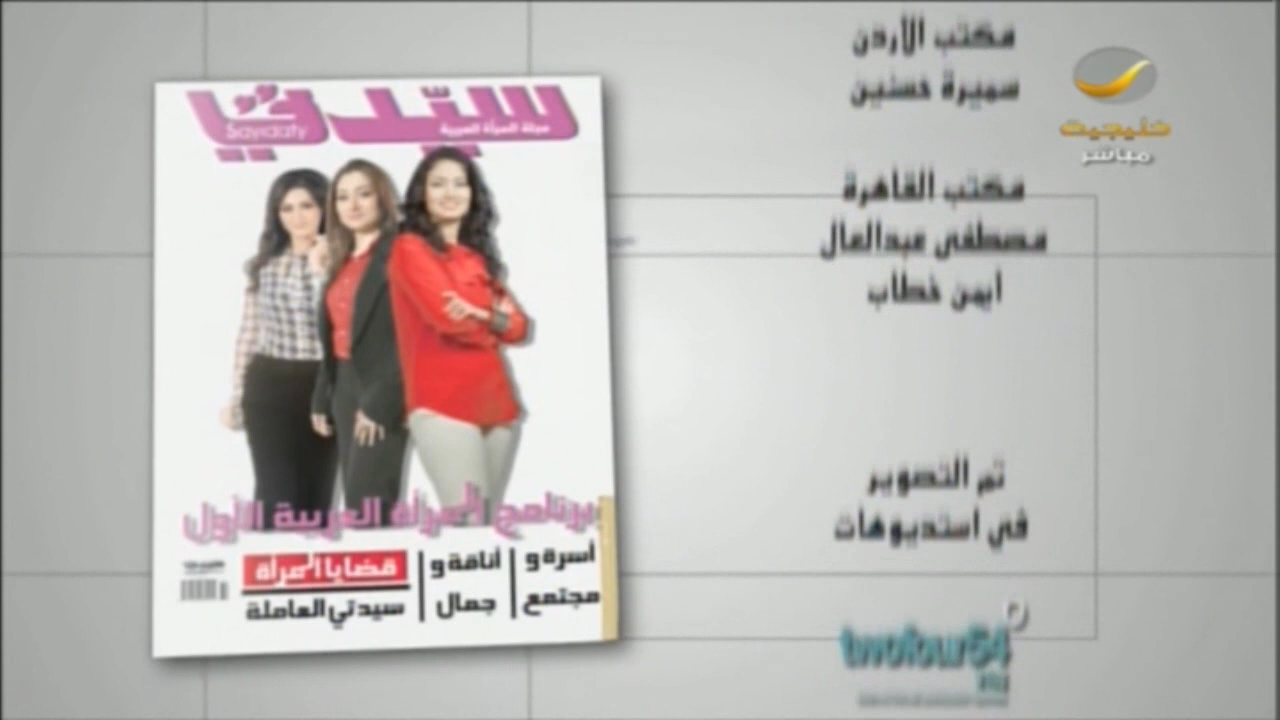 مكتب الأردن
سميرة حسنين
مكتب القاهرة
مصطفى عبدالعال
أيمن خطاب
تم التصوير
في استديوهات
twofour54
خليجية
مباشر
سيدتي
Sayidaty
مجلة المرأة العربية
برنامج المرأة العربية الأول
أسرة و
مجتمع
أناقة و
جمال
قضايا المرأة
سيدتي العاملة